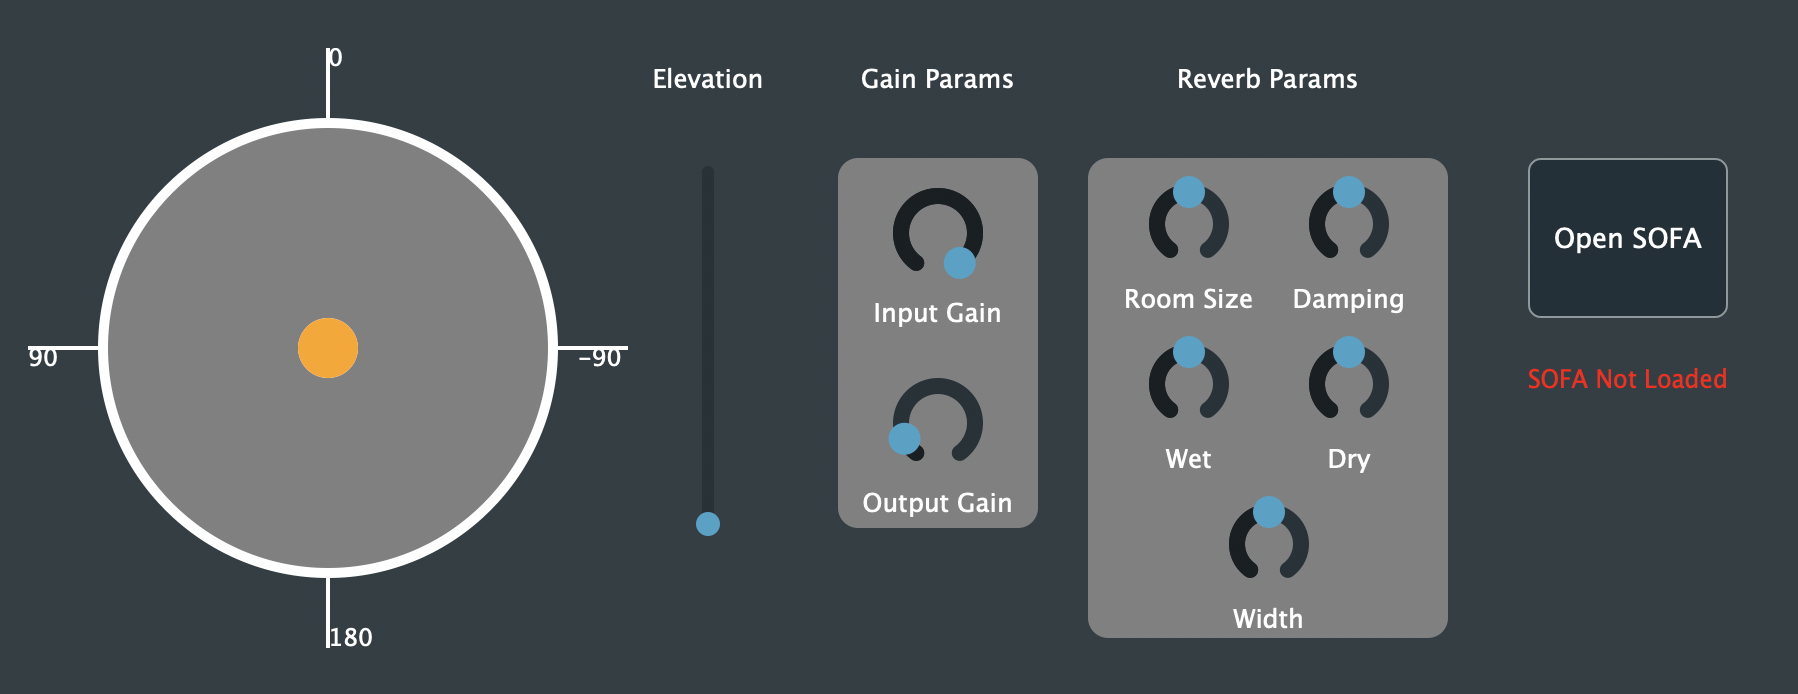 0
90
-90
180
Elevation
Gain Params
Input Gain
Output Gain
Reverb Params
Room Size
Damping
Wet
Dry
Width
Open SOFA
SOFA Not Loaded